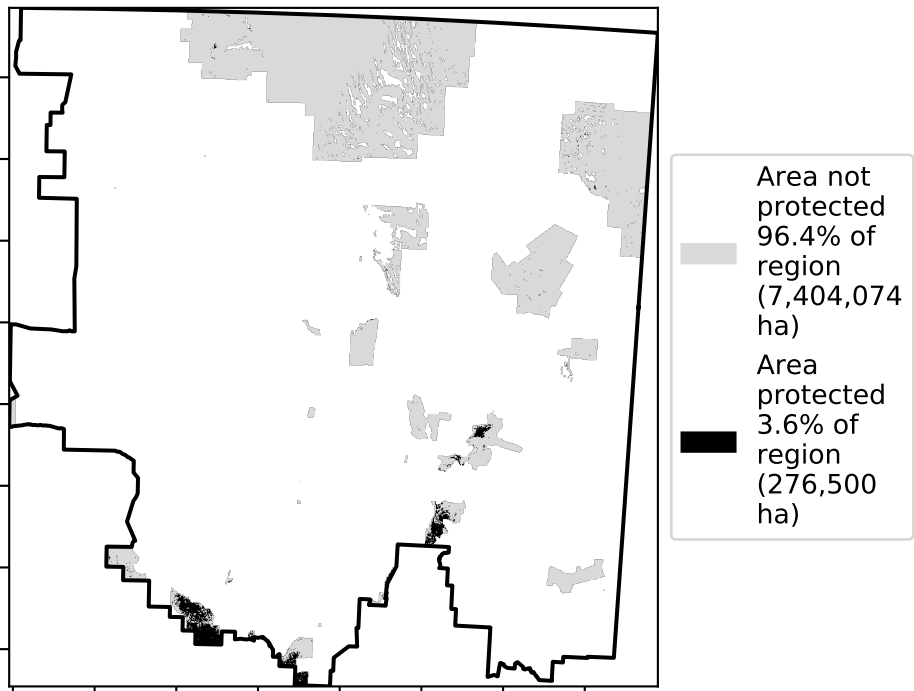 Area not
protected
96.4% of
region
(7,404,074
ha)
Area
protected
3.6% of
region
(276,500
ha)